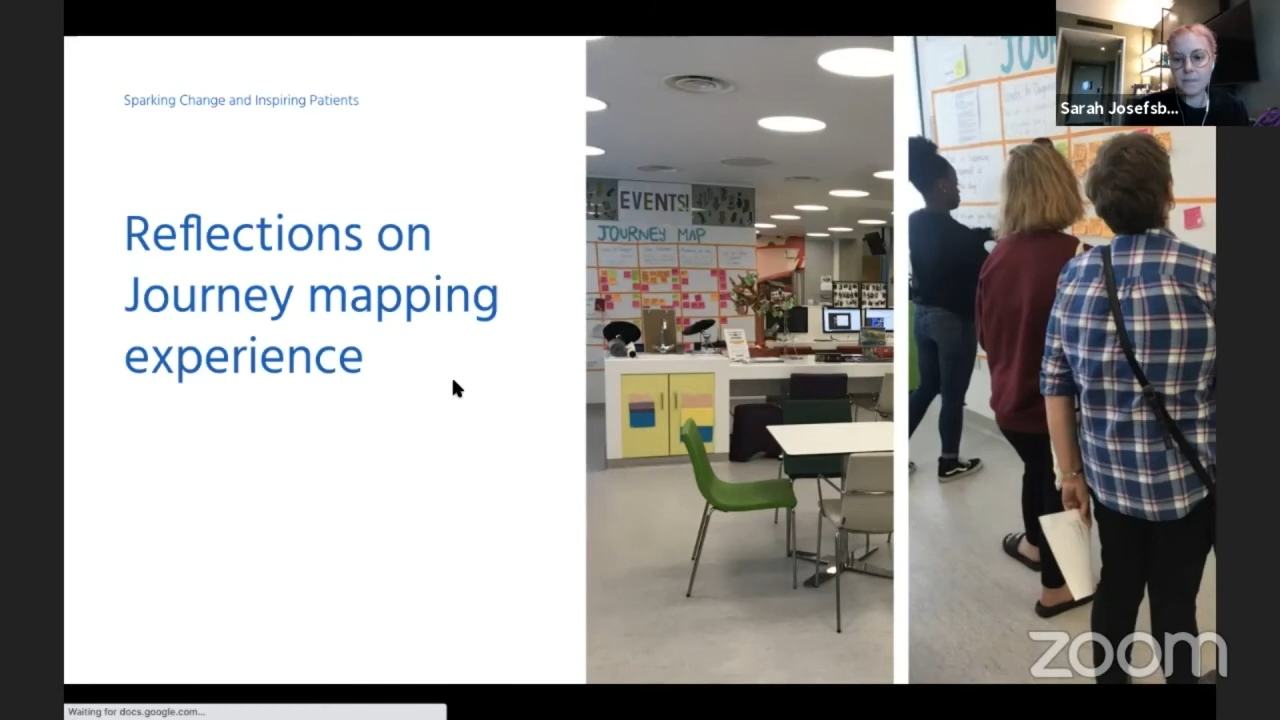 Sparking Change and Inspiring Patients
Reflections on
Journey mapping
experience
EVENTS!
JOURNEY MAP
JOUR
Sarah Josefsb...
zoom
Waiting for docs.google.com...